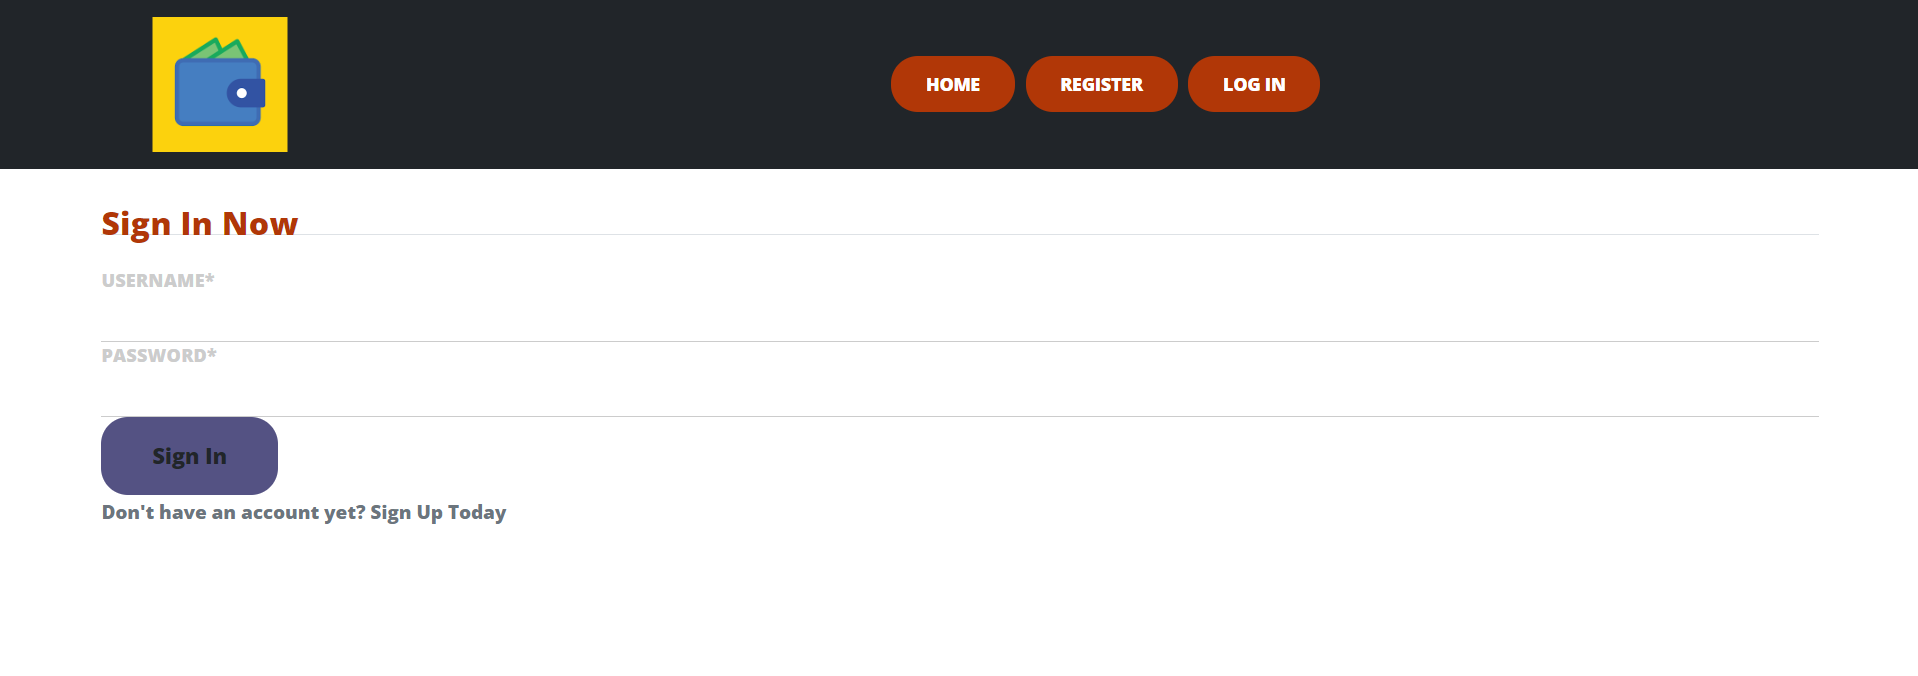 HOME REGISTER LOG IN
Sign In Now
USERNAME*
PASSWORD*
Sign In
Don't have an account yet? Sign Up Today